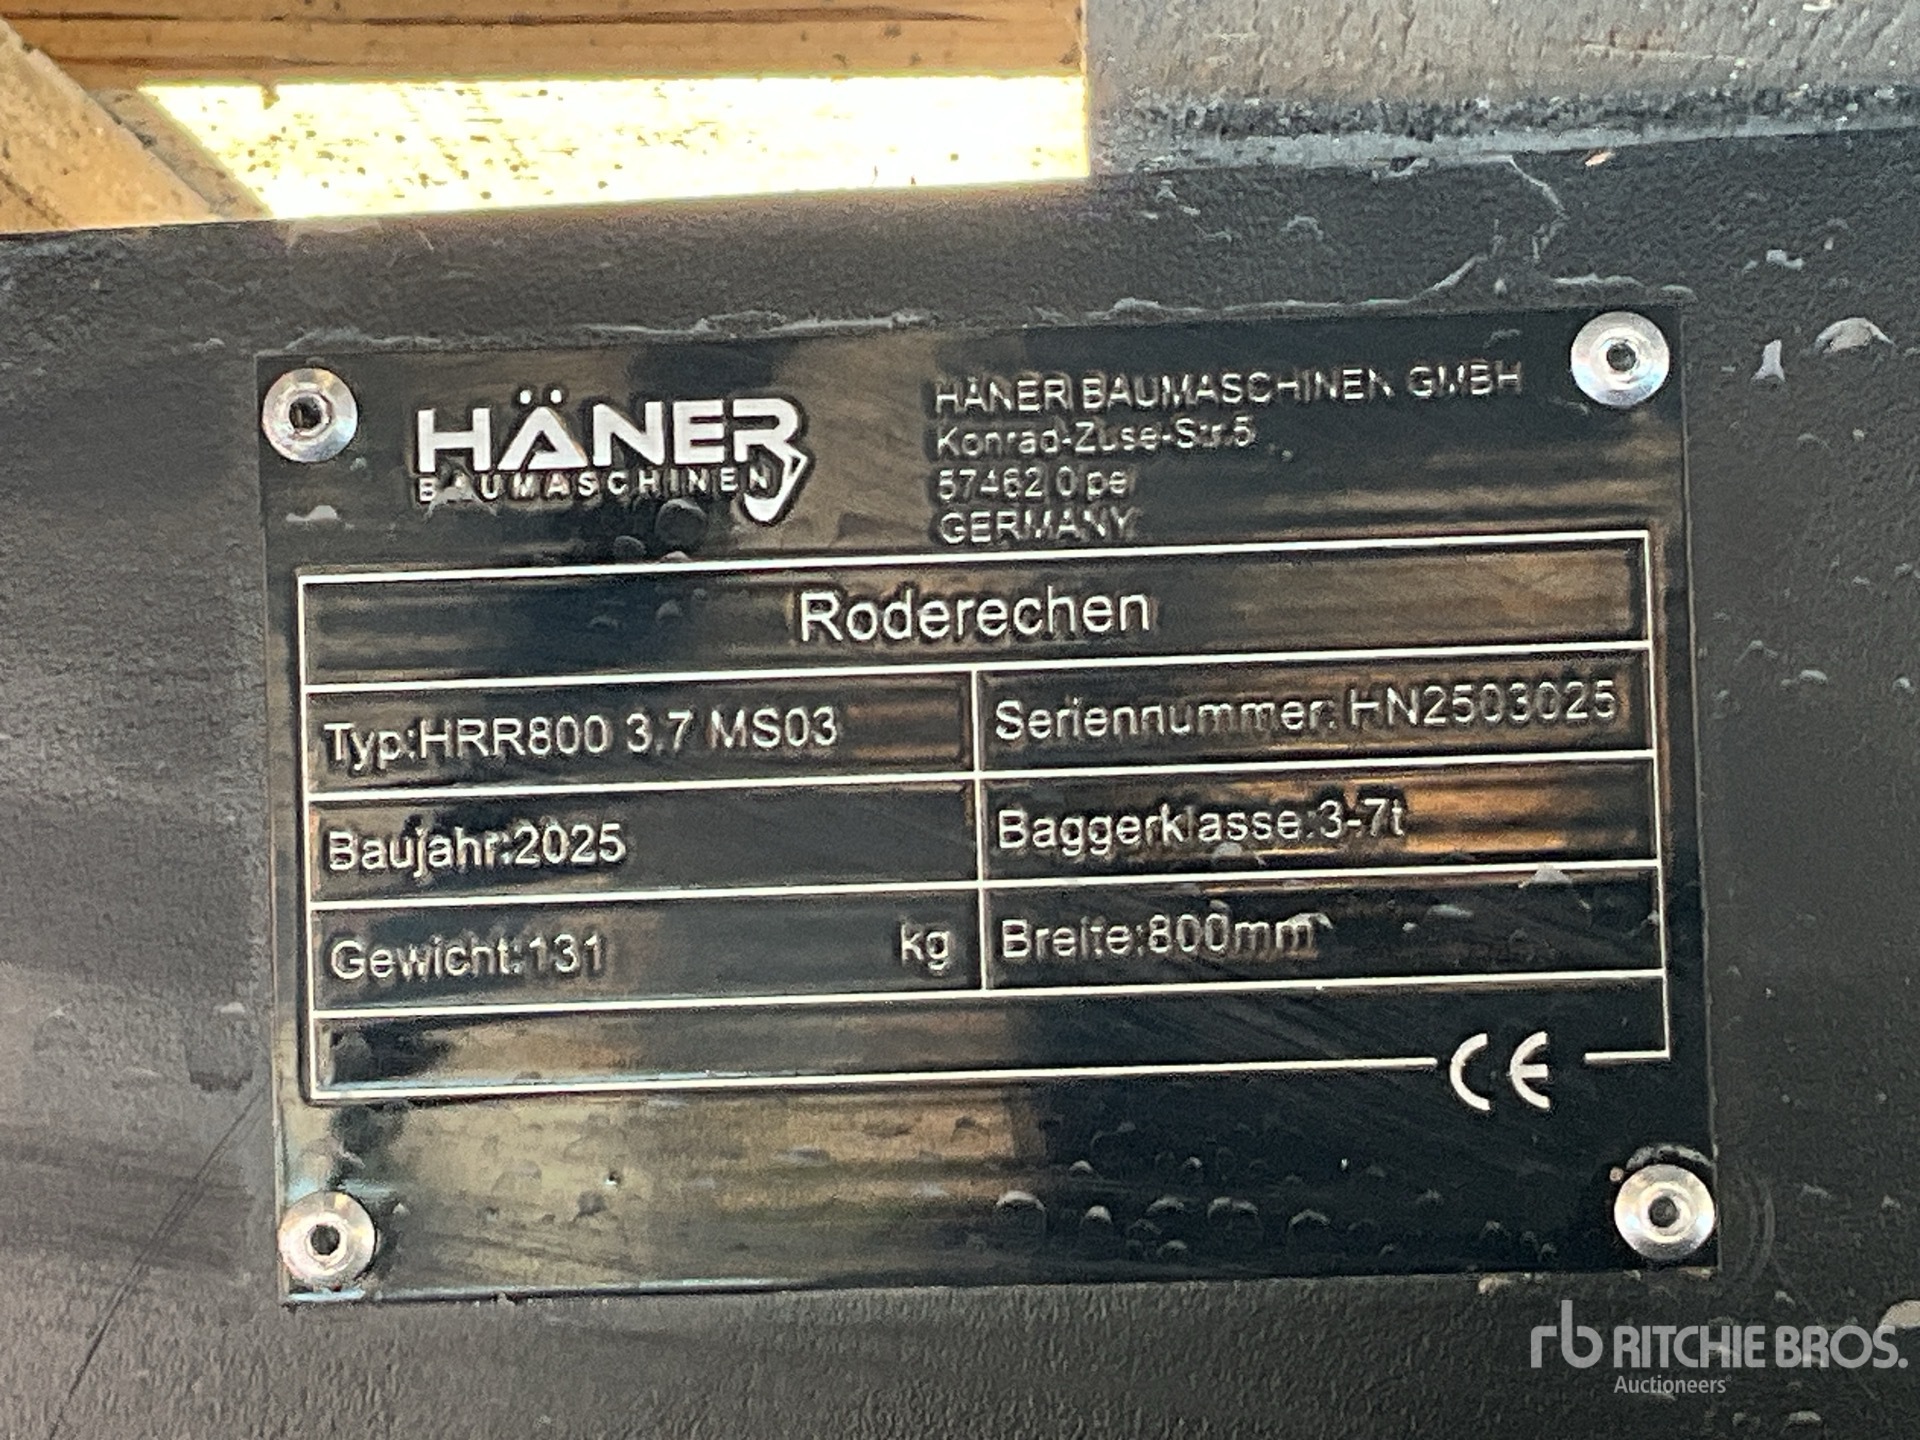 HÄNER
BAUMASCHINEN
HÄNER BAUMASCHINEN GMBH
Konrad-Zuse-Str.5
57462 Olpe
GERMANY
Roderechen
Typ:HRR800 3.7 MS03
Seriennummer: HN2503025
Baujahr:2025
Baggerklasse:3-7t
Gewicht:131 kg
Breite:800mm
CE
rb RITCHIE BROS.
Auctioneers